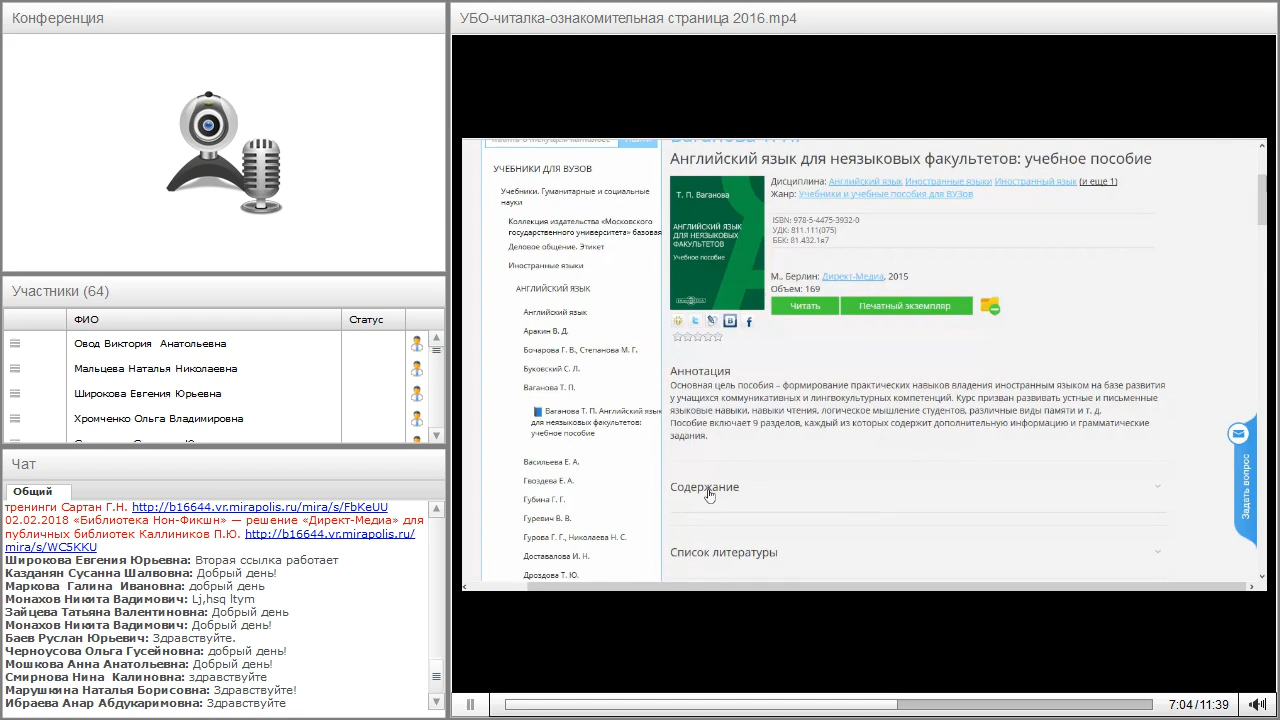 Конференция
Участники (64)
ФИО
Статус
Овод Виктория Анатольевна
Мальцева Наталья Николаевна
Широкова Евгения Юрьевна
Хромченко Ольга Владимировна
Чат
Общий
тренинги Сартан Г.Н. http://b16644.vr.mirapolis.ru/mira/s/FbKeUU
02.02.2018 «Библиотека Нон-Фикшн» — решение «Директ-Медиа» для
публичных библиотек Каллиников П.Ю. http://b16644.vr.mirapolis.ru/
mira/s/WC5KKU
Широкова Евгения Юрьевна: Вторая ссылка работает
Казданян Сусанна Шалвовна: Добрый день!
Маркова Галина Ивановна: добрый день
Монахов Никита Вадимович: Lj,hsq ltym
Зайцева Татьяна Валентиновна: Добрый день
Монахов Никита Вадимович: Добрый день!
Баев Руслан Юрьевич: Здравствуйте.
Черноусова Ольга Гусейновна: добрый день!
Мошкова Анна Анатольевна: Добрый день!
Смирнова Нина Каликовна: здравствуйте
Марушкина Наталья Борисовна: Здравствуйте!
Ибраева Анар Абдукаримовна: Здравствуйте
УБО-читалка-ознакомительная страница 2016.mp4
УЧЕБНИКИ ДЛЯ ВУЗОВ
Учебники. Гуманитарные и социальные
науки
Коллекция издательства «Московского
государственного университета» базовая
Деловое общение. Этикет
Иностранные языки
АНГЛИЙСКИЙ ЯЗЫК
Английский язык
Аракин В. Д.
Бочарова Г. В., Степанова М. Г.
Буковский С. Л.
Ваганова Т. П.
Ваганова Т. П. Английский язык
для неязыковых факультетов:
учебное пособие
Васильева Е. А.
Гвоздева Е. А.
Губина Г. Г.
Гуревич В. В.
Гурова Г. Г., Николаева Н. С.
Доставалова И. Н.
Дроздова Т. Ю.
Английский язык для неязыковых факультетов: учебное пособие
Т. П. Ваганова
АНГЛИЙСКИЙ ЯЗЫК
ДЛЯ НЕЯЗЫКОВЫХ
ФАКУЛЬТЕТОВ
Учебное пособие
Дисциплина: Английский язык Иностранные языки Иностранный язык (и еще 1)
Жанр: Учебники и учебные пособия для ВУЗов
ISBN: 978-5-4475-3932-0
УДК: 811.111(075)
ББК: 81.432.1я7
М., Берлин: Директ-Медиа, 2015
Объем: 169
Читать
Печатный экземпляр
Аннотация
Основная цель пособия – формирование практических навыков владения иностранным языком на базе развития
у учащихся коммуникативных и лингвокультурных компетенций. Курс призван развивать устные и письменные
языковые навыки, навыки чтения, логическое мышление студентов, различные виды памяти и т. д.
Пособие включает 9 разделов, каждый из которых содержит дополнительную информацию и грамматические
задания.
Содержание
Список литературы
Задать вопрос
7:04/11:39